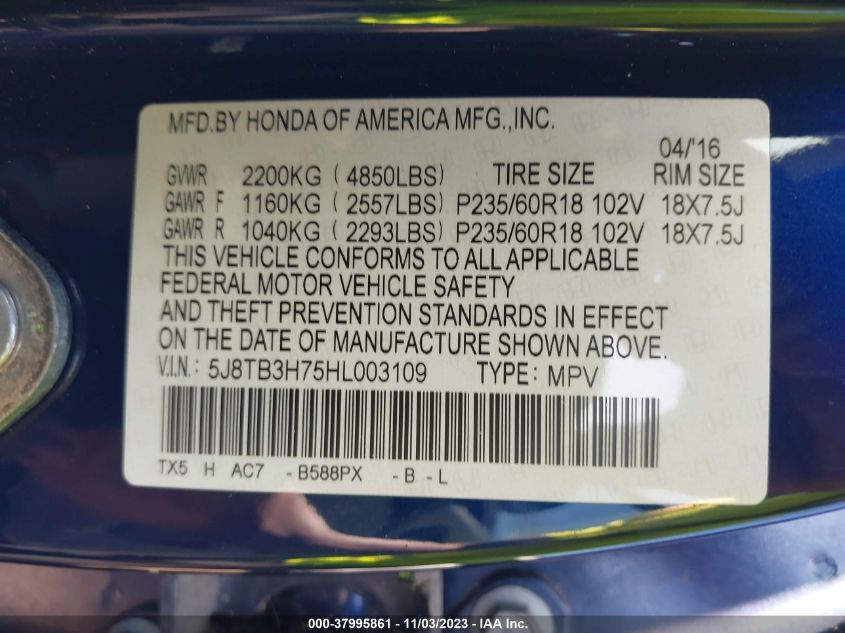 MFD.BY HONDA OF AMERICA MFG.,INC.
04/'16
GVWR 2200KG ( 4850LBS) TIRE SIZE RIM SIZE
GAWR F 1160KG ( 2557LBS) P235/60R18 102V 18X7.5J
GAWR R 1040KG ( 2293LBS) P235/60R18 102V 18X7.5J
THIS VEHICLE CONFORMS TO ALL APPLICABLE
FEDERAL MOTOR VEHICLE SAFETY
AND THEFT PREVENTION STANDARDS IN EFFECT
ON THE DATE OF MANUFACTURE SHOWN ABOVE.
V.I.N.: 5J8TB3H75HL003109 TYPE: MPV
TX5 H AC7 -B588PX -B -L
000-37995861 - 11/03/2023 - IAA Inc.